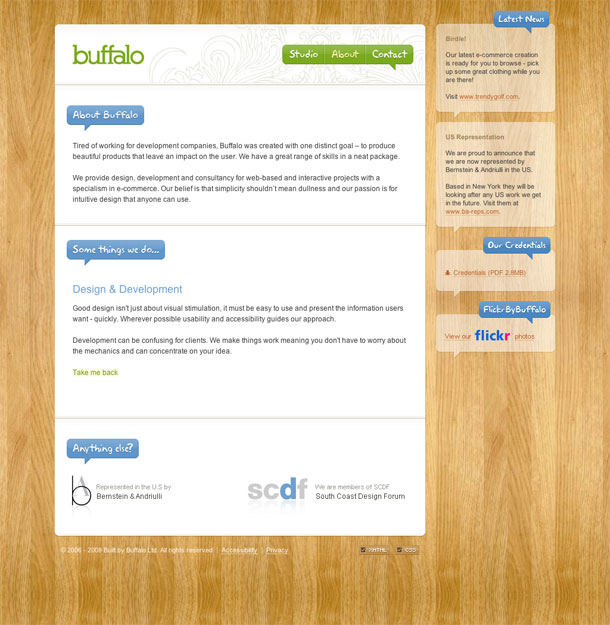 buffalo
Studio
About
Contact
About Buffalo
Tired of working for development companies, Buffalo was created with one distinct goal – to produce
beautiful products that leave an impact on the user. We have a great range of skills in a neat package.
We provide design, development and consultancy for web-based and interactive projects with a
specialism in e-commerce. Our belief is that simplicity shouldn't mean dullness and our passion is for
intuitive design that anyone can use.
Some things we do...
Design & Development
Good design isn't just about visual stimulation, it must be easy to use and present the information users
want - quickly. Wherever possible usability and accessibility guides our approach.
Development can be confusing for clients. We make things work meaning you don't have to worry about
the mechanics and can concentrate on your idea.
Take me back
Anything else?
Represented in the U.S by
Bernstein & Andriulli
scdf
We are members of SCDF
South Coast Design Forum
© 2006 - 2009 Built by Buffalo Ltd. All rights reserved | Accessibility | Privacy
XHTML
CSS
Latest News
Birdie!
Our latest e-commerce creation
is ready for you to browse - pick
up some great clothing while you
are there!
Visit www.trendygolf.com.
US Representation
We are proud to announce that
we are now represented by
Bernstein & Andriulli in the US.
Based in New York they will be
looking after any US work we get
in the future. Visit them at
www.ba-reps.com.
Our Credentials
Credentials (PDF 2.8MB)
FlickrByBuffalo
View our flickr photos